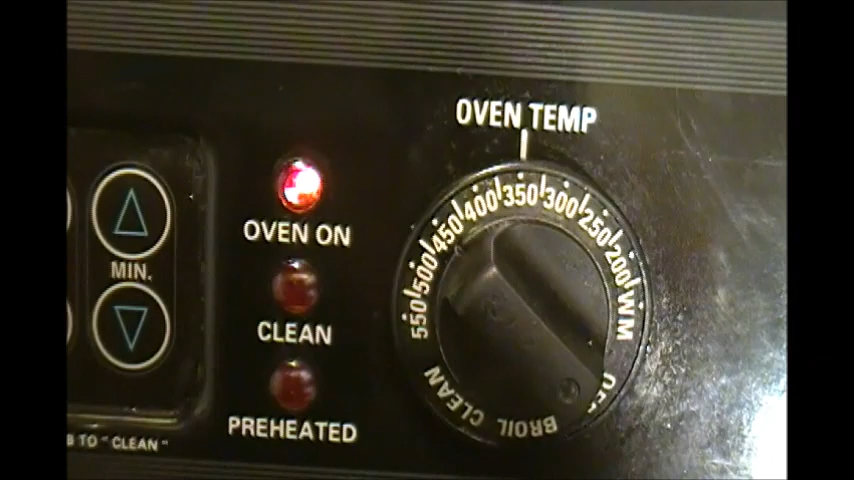 OVEN TEMP
350
300
250
200
WM
OFF
BROIL
CLEAN
550
500
450
400
OVEN ON
MIN.
CLEAN
PREHEATED
TO "CLEAN"